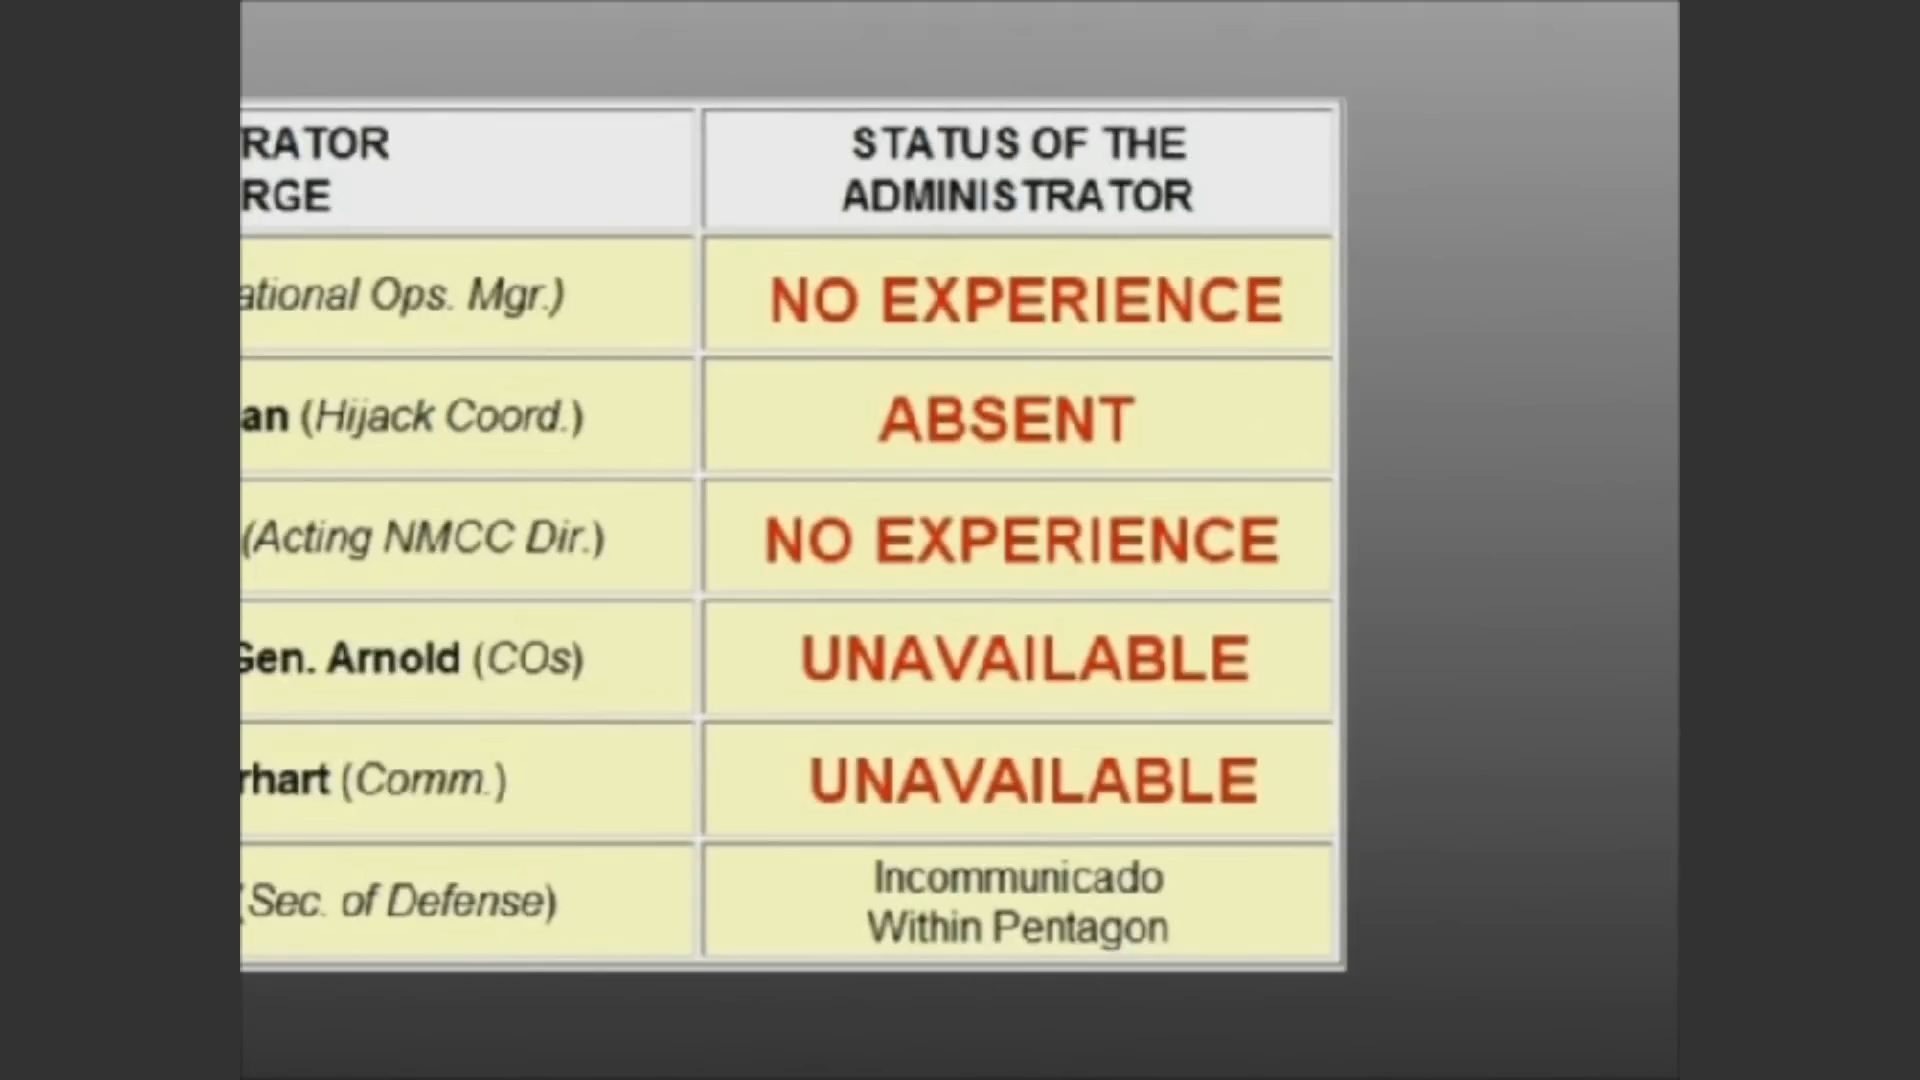 RATOR
RGE
STATUS OF THE
ADMINISTRATOR
ational Ops. Mgr.)
NO EXPERIENCE
an (Hijack Coord.)
ABSENT
(Acting NMCC Dir.)
NO EXPERIENCE
Gen. Arnold (COs)
UNAVAILABLE
rhart (Comm.)
UNAVAILABLE
(Sec. of Defense)
Incommunicado
Within Pentagon